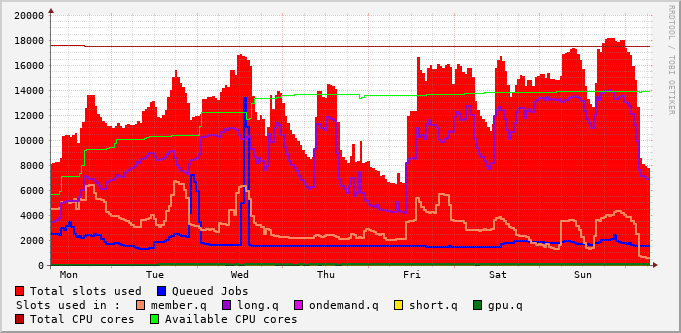 20000
18000
16000
14000
12000
10000
8000
6000
4000
2000
0
Mon Tue Wed Thu Fri Sat Sun
RRDTOOL / TOBI OETIKER
Total slots used Queued Jobs
Slots used in : member.q long.q ondemand.q short.q gpu.q
Total CPU cores Available CPU cores